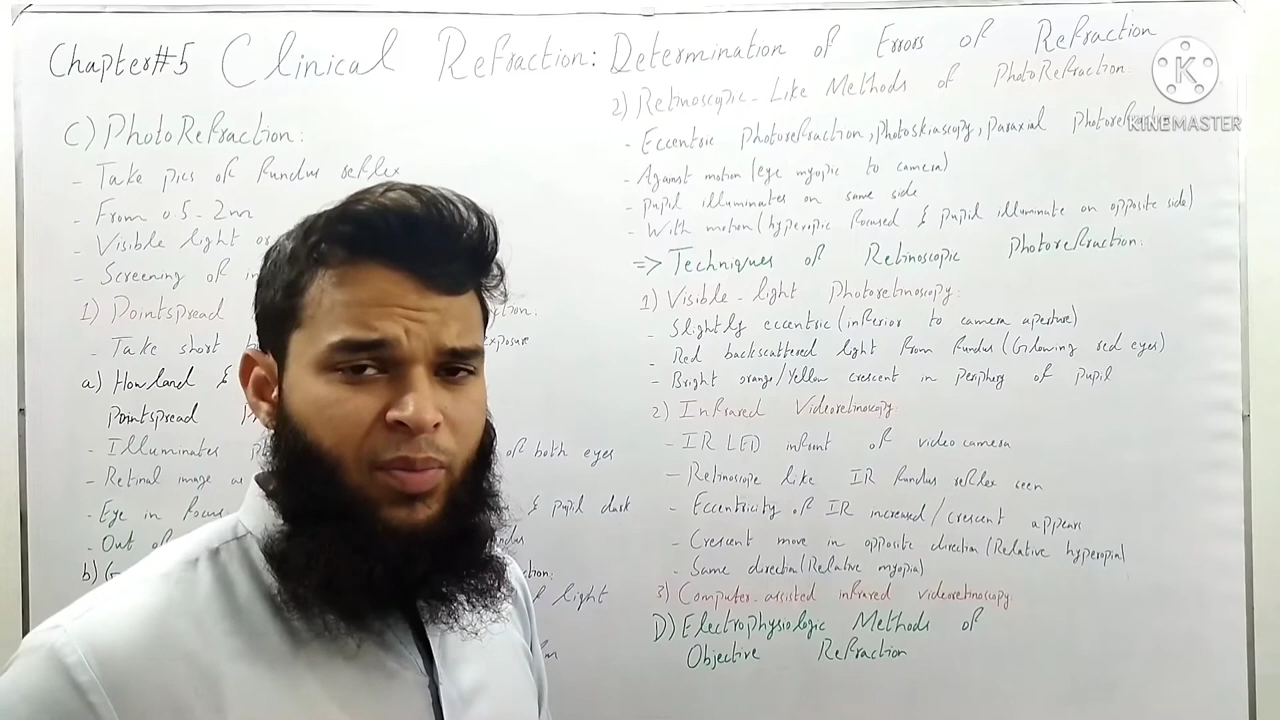 Chapter#5 Clinical Refraction: Determination of Errors of Refraction
C) PhotoRefraction:
- Take pics of fundus reflex
- From 0.5-2m
- Visible light or
- Screening of in
1) Pointspread
- Take short exposure
a) Howland &
Pointspread
- Illuminates of both eyes
- Retinal image
- Eye in focus & pupil dark
- Out of
b)
light
2) Retinoscopic-Like Methods of PhotoRefraction:
- Eccentric Photorefraction, Photoskiascopy, Paraxial
- Against motion (eye myopic to camera)
- Pupil illuminates on same side
- With motion (hyperopic focused & pupil illuminate on opposite side)
=> Techniques of Retinoscopic Photorefraction:
1) Visible-light Photoretinoscopy:
- Slightly eccentric (inferior to camera aperture)
- Red backscattered light from fundus (Glowing red eyes)
- Bright orange/Yellow crescent in Periphery of Pupil
2) Infrared Videoretinoscopy:
- IR LED infront of video camera
- Retinoscope like IR fundus reflex seen
- Eccentricity of IR increased/crescent appears
- Crescent move in opposite direction (Relative hyperopia)
- Same direction (Relative myopia)
3) Computer-assisted infrared videoretinoscopy:
D) Electrophysiologic Methods of
Objective Refraction
K
KINEMASTER